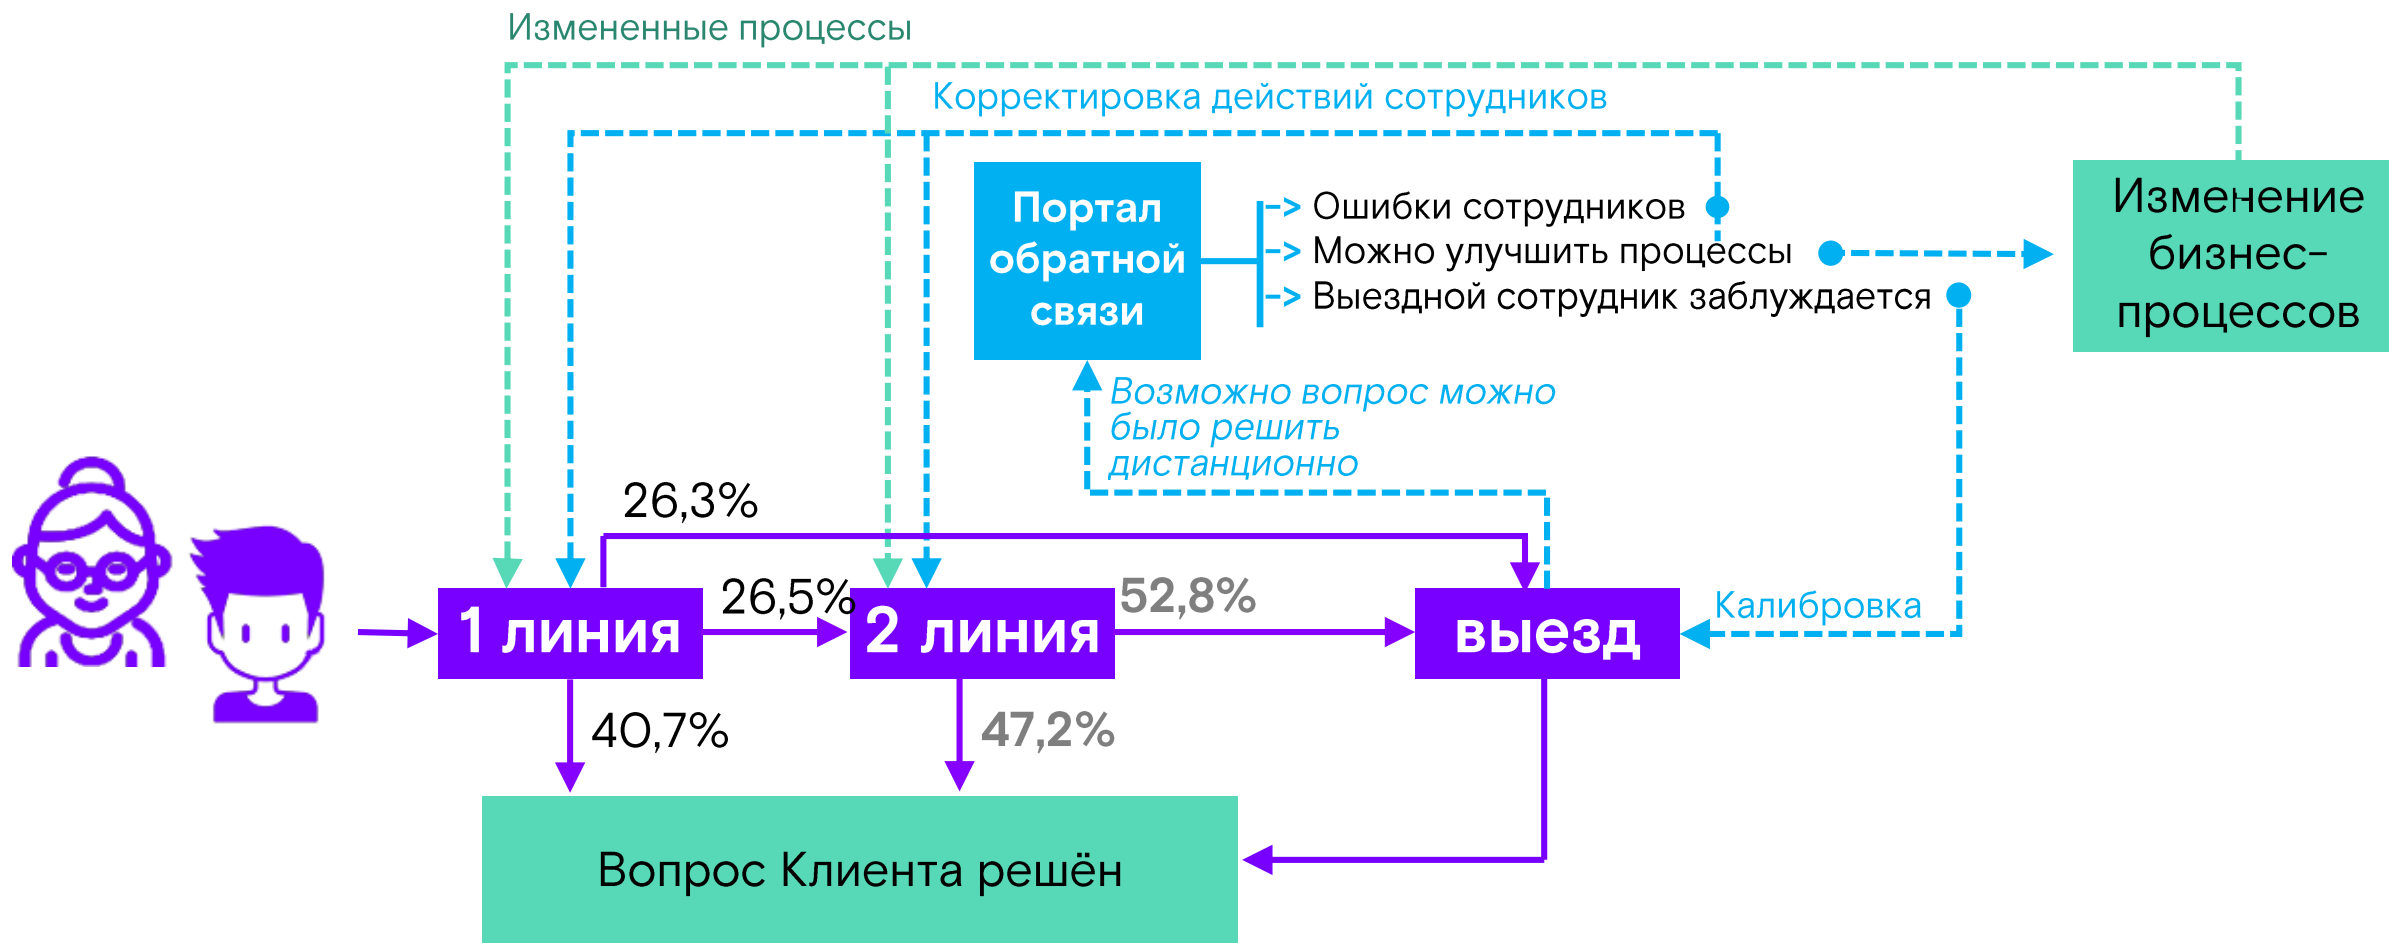 Измененные процессы
Корректировка действий сотрудников
Портал
обратной
связи
Ошибки сотрудников
Можно улучшить процессы
Выездной сотрудник заблуждается
Изменение
бизнес-
процессов
Возможно вопрос можно
было решить
дистанционно
26,3%
26,5%
52,8%
Калибровка
1 линия
2 линия
выезд
40,7%
47,2%
Вопрос Клиента решён